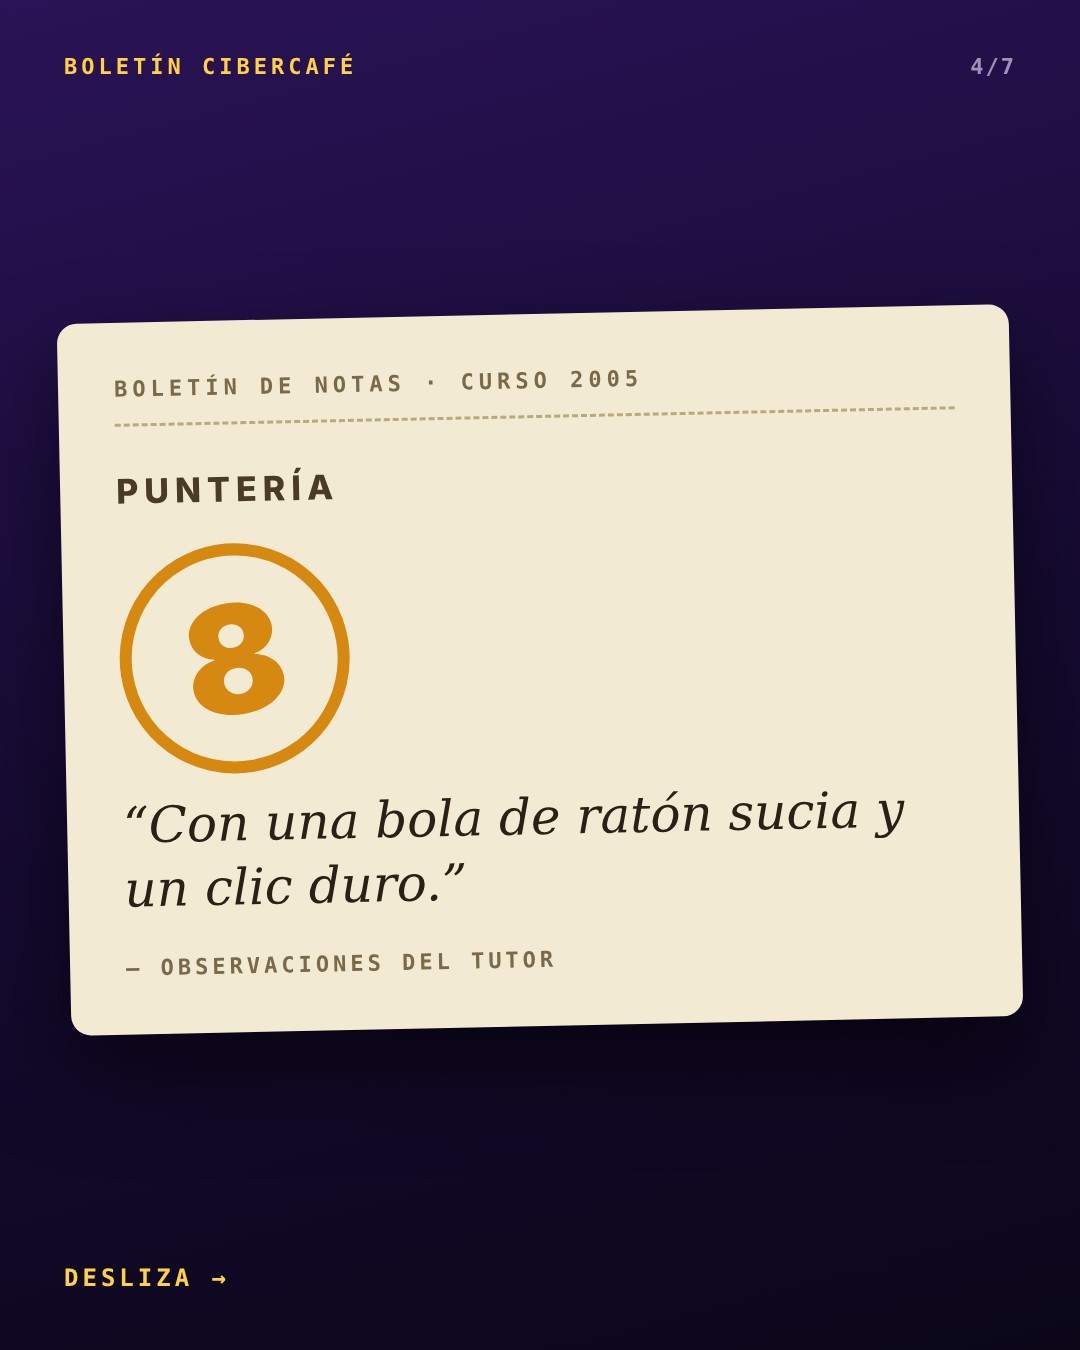 BOLETÍN CIBERCAFÉ
4/7
BOLETÍN DE NOTAS · CURSO 2005
PUNTERÍA
8
“Con una bola de ratón sucia y
un clic duro.”
— OBSERVACIONES DEL TUTOR
DESLIZA →